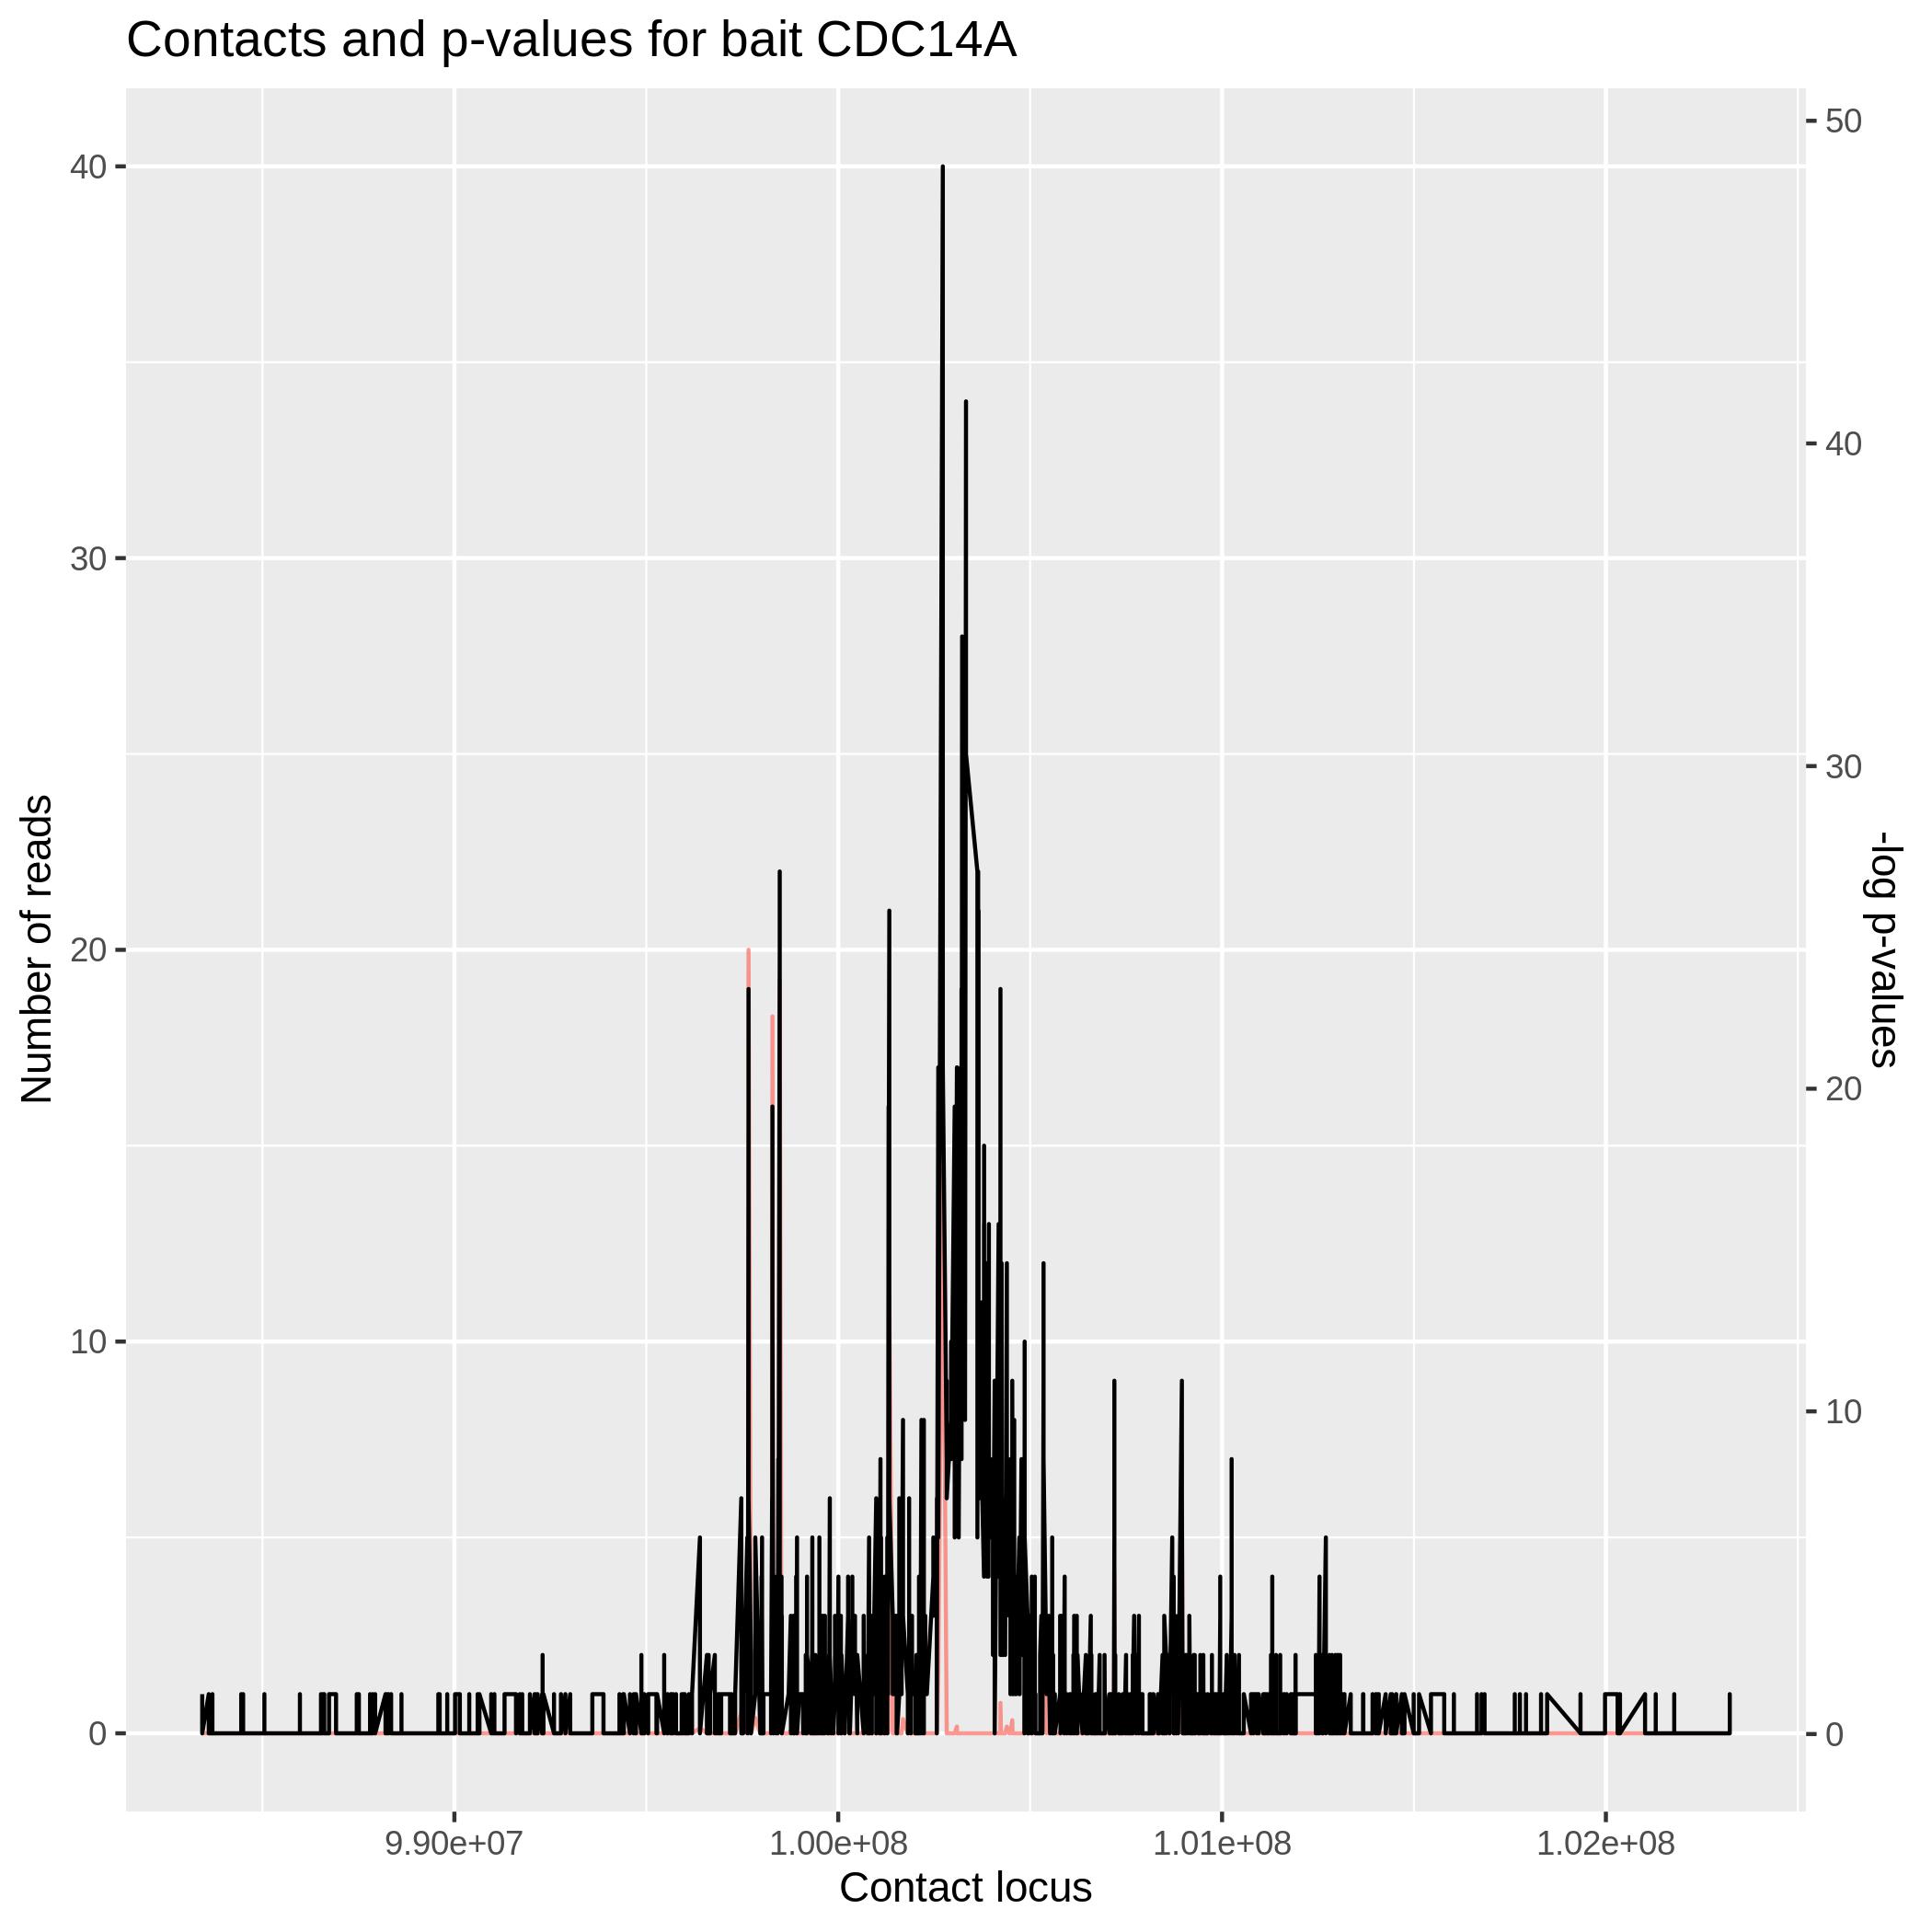 Contacts and p-values for bait CDC14A
Number of reads
40
30
20
10
0
50
40
30
20
10
0
-log p-values
9.90e+07
1.00e+08
1.01e+08
1.02e+08
Contact locus